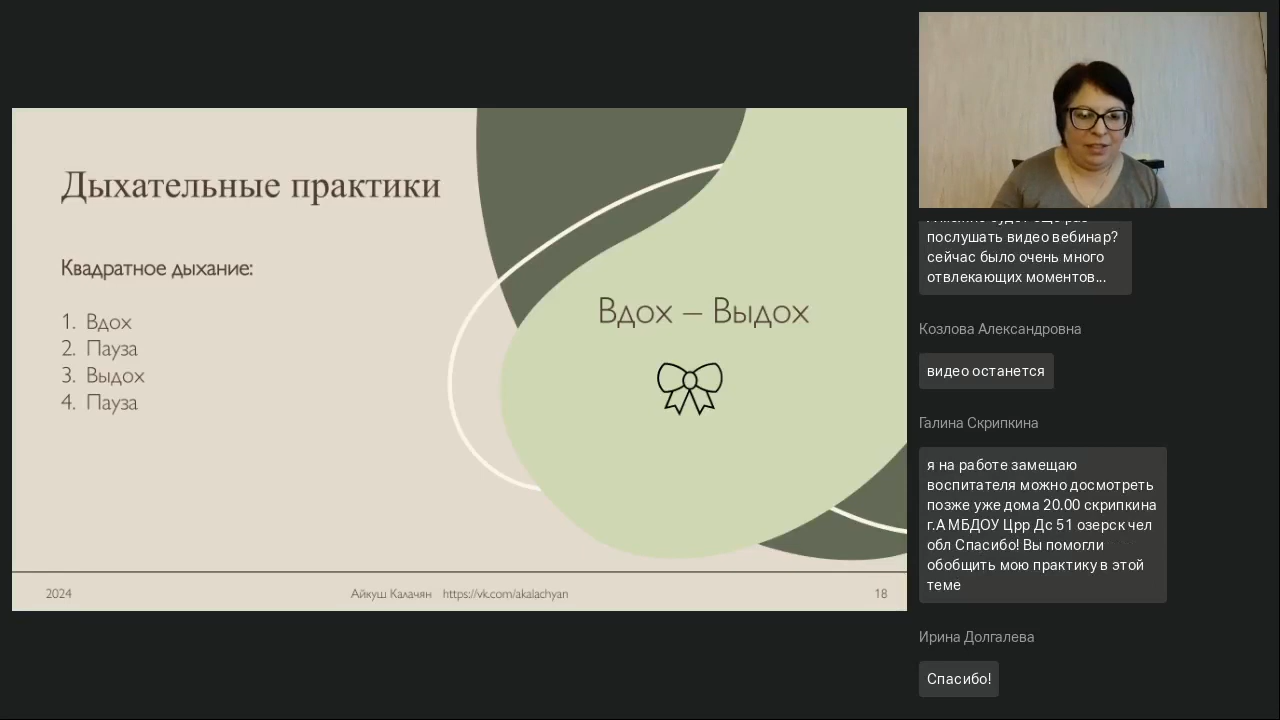 Дыхательные практики
Квадратное дыхание:
1. Вдох
2. Пауза
3. Выдох
4. Пауза
Вдох – Выдох
2024
Айкуш Калачян https://vk.com/akalachyan
18
послушать видео вебинар?
сейчас было очень много
отвлекающих моментов...
Козлова Александровна
видео останется
Галина Скрипкина
я на работе замещаю
воспитателя можно досмотреть
позже уже дома 20.00 скрипкина
г.А МБДОУ Црр Дс 51 озерск чел
обл Спасибо! Вы помогли
обобщить мою практику в этой
теме
Ирина Долгалева
Спасибо!